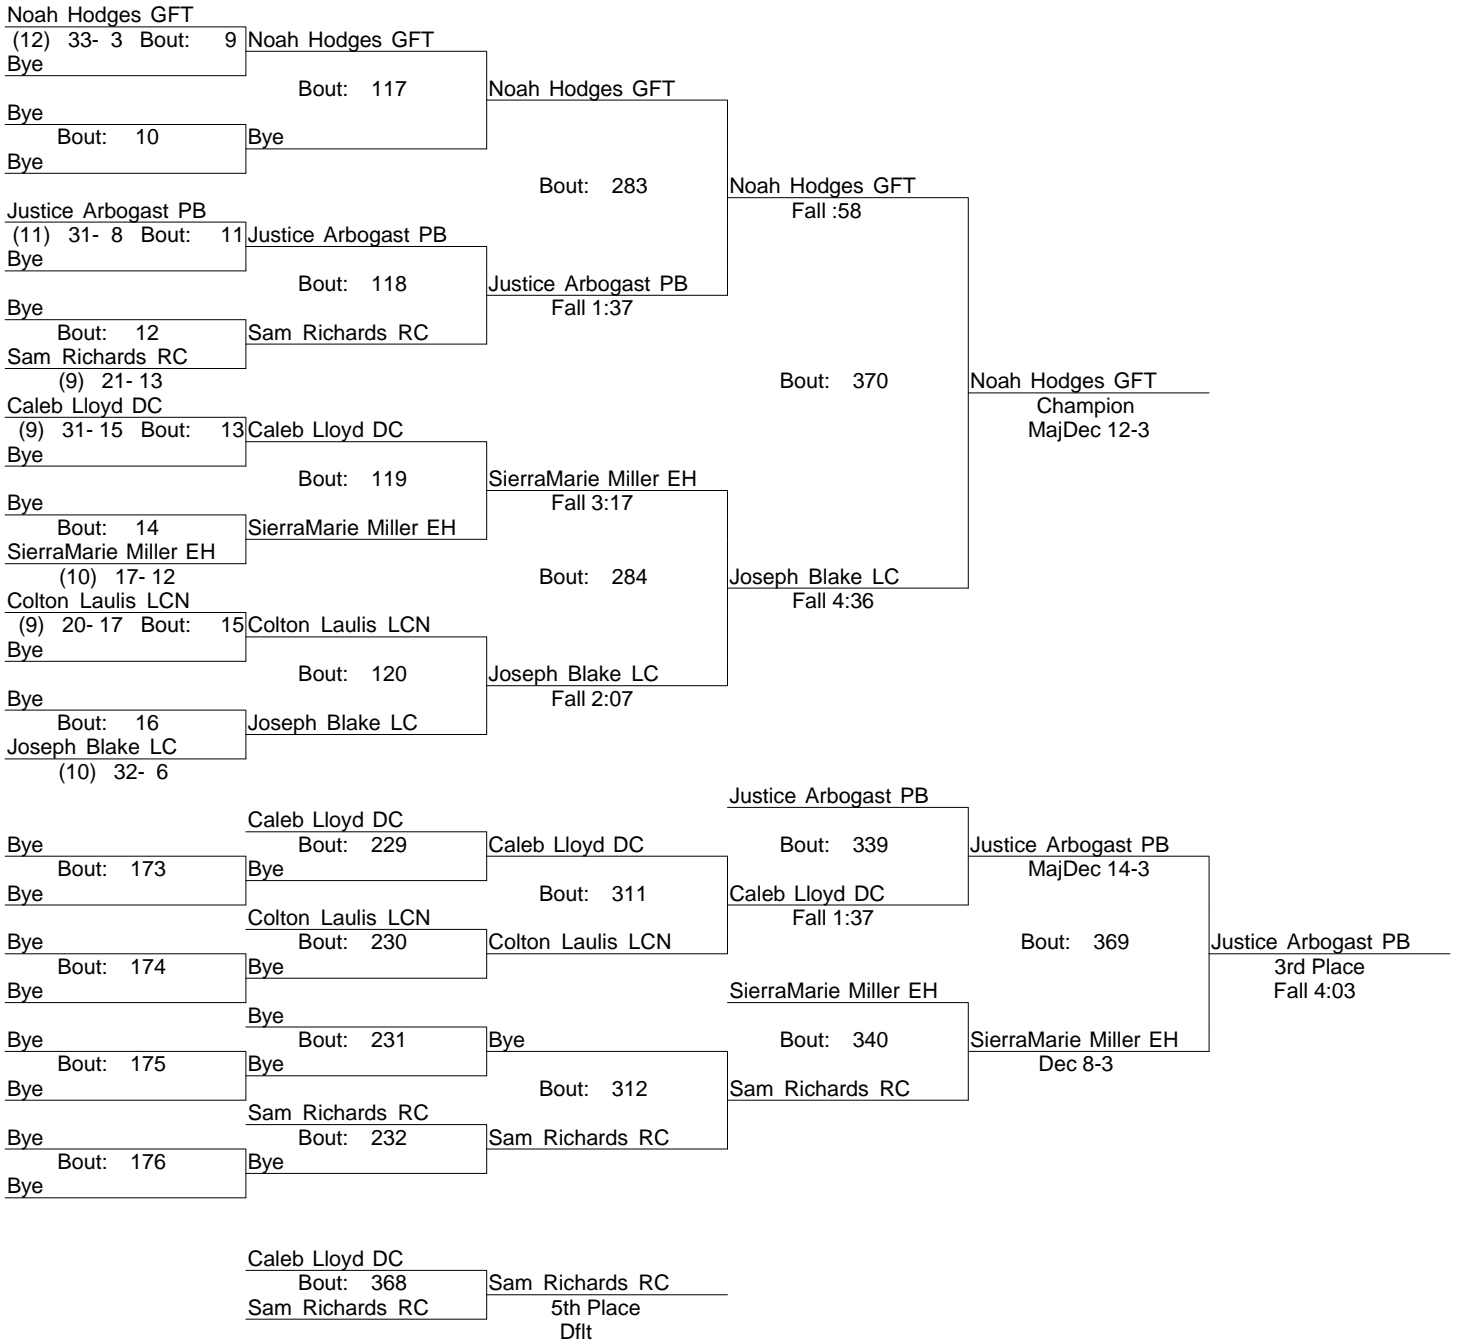 Noah Hodges GFT
(12) 33- 3 Bout: 9 Noah Hodges GFT
Bye
Bout: 117 Noah Hodges GFT
Bye
Bout: 10 Bye
Bye
Bout: 283 Noah Hodges GFT
Justice Arbogast PB Fall :58
(11) 31- 8 Bout: 11 Justice Arbogast PB
Bye
Bout: 118 Justice Arbogast PB
Bye Fall 1:37
Bout: 12 Sam Richards RC
Sam Richards RC
(9) 21- 13 Bout: 370 Noah Hodges GFT
Caleb Lloyd DC Champion
(9) 31- 15 Bout: 13 Caleb Lloyd DC MajDec 12-3
Bye
Bout: 119 SierraMarie Miller EH
Bye Fall 3:17
Bout: 14 SierraMarie Miller EH
SierraMarie Miller EH
(10) 17- 12 Bout: 284 Joseph Blake LC
Colton Laulis LCN Fall 4:36
(9) 20- 17 Bout: 15 Colton Laulis LCN
Bye
Bout: 120 Joseph Blake LC
Bye Fall 2:07
Bout: 16 Joseph Blake LC
Joseph Blake LC
(10) 32- 6
Justice Arbogast PB
Caleb Lloyd DC
Bye Bout: 229 Caleb Lloyd DC Bout: 339 Justice Arbogast PB
Bout: 173 Bye MajDec 14-3
Bye Bout: 311 Caleb Lloyd DC
Colton Laulis LCN Fall 1:37
Bye Bout: 230 Colton Laulis LCN Bout: 369 Justice Arbogast PB
Bout: 174 Bye 3rd Place
Bye SierraMarie Miller EH Fall 4:03
Bye
Bye Bout: 231 Bye Bout: 340 SierraMarie Miller EH
Bout: 175 Bye Dec 8-3
Bye Bout: 312 Sam Richards RC
Sam Richards RC
Bye Bout: 232 Sam Richards RC
Bout: 176 Bye
Bye
Caleb Lloyd DC
Bout: 368 Sam Richards RC
Sam Richards RC 5th Place
Dflt